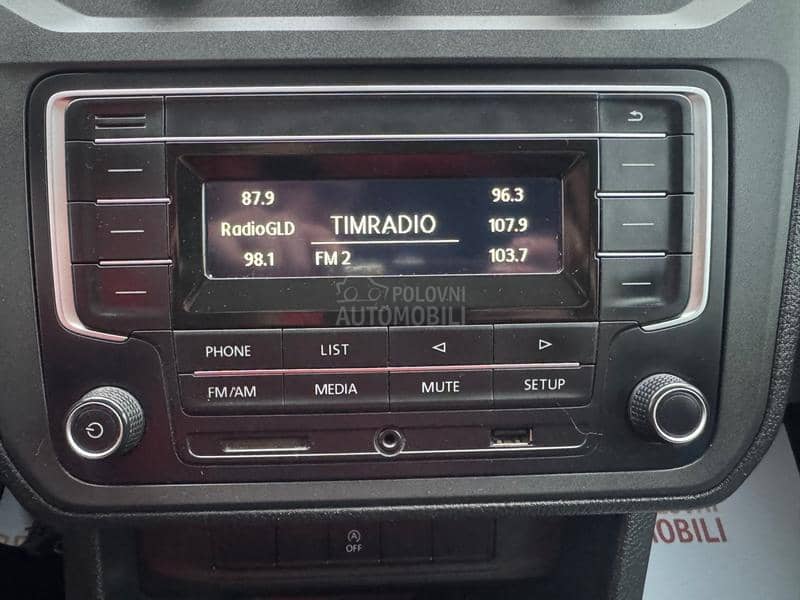 87.9
96.3
RadioGLD
TIMRADIO
107.9
98.1
FM 2
103.7
POLOVNI
AUTOMOBILI
PHONE
LIST
FM/AM
MEDIA
MUTE
SETUP
A
OFF
MOBILI